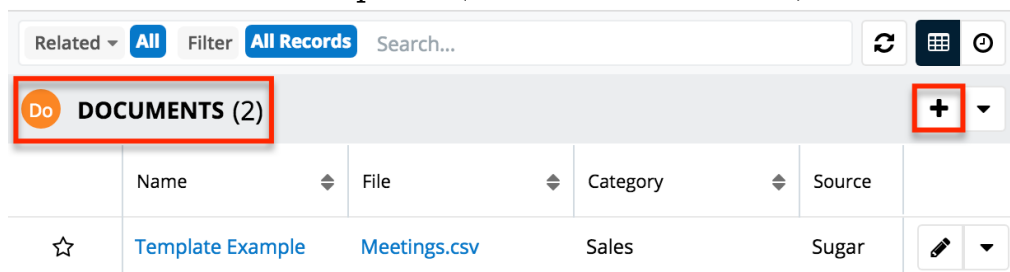 Related All Filter All Records Search...
Do DOCUMENTS (2)
Name File Category Source
Template Example Meetings.csv Sales Sugar